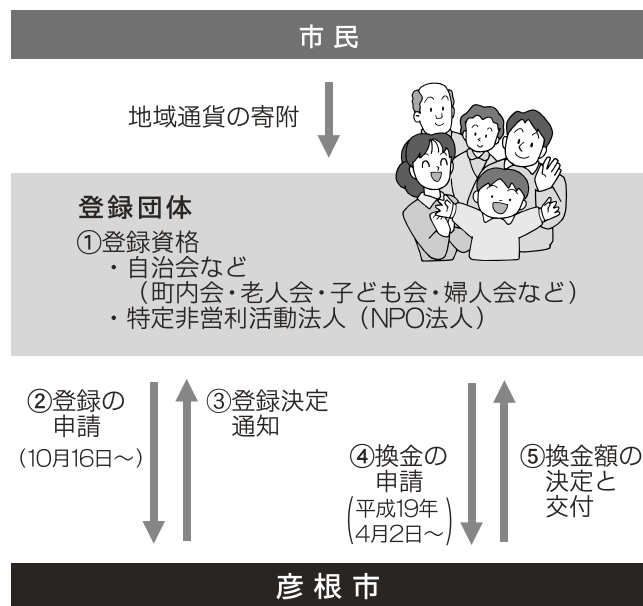 市民
地域通貨の寄附
登録団体
①登録資格
・自治会など
（町内会・老人会・子ども会・婦人会など）
・特定非営利活動法人（NPO法人）
②登録の
申請
（10月16日～）
③登録決定
通知
④換金の
申請
（平成19年
4月2日～）
⑤換金額の
決定と
交付
彦根市